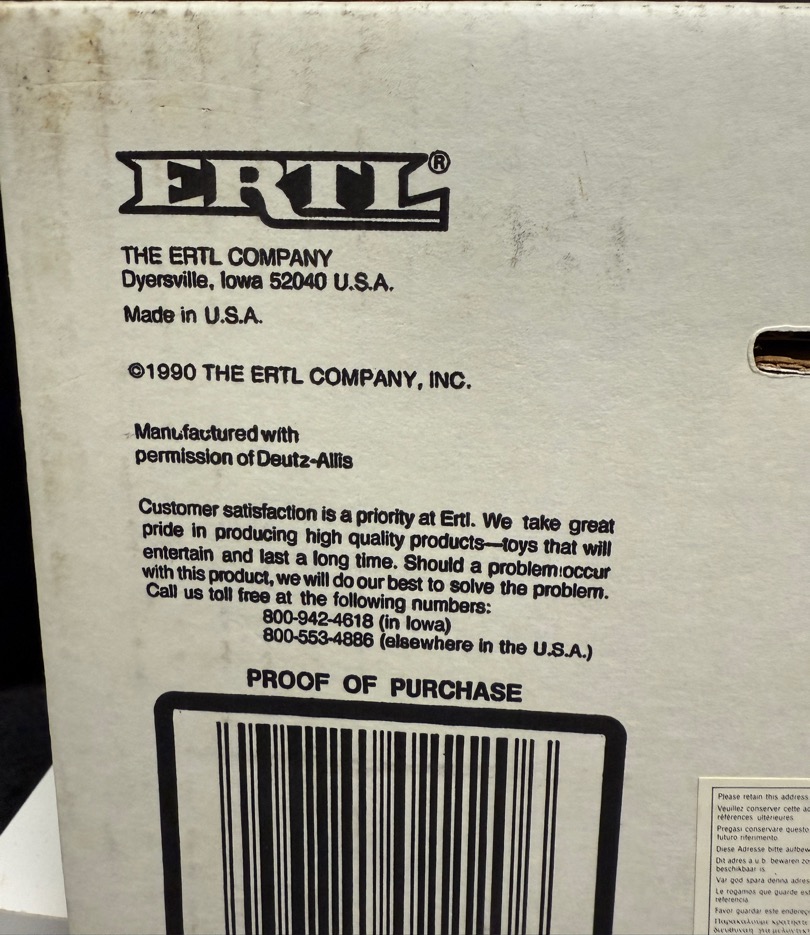 ERTL®
THE ERTL COMPANY
Dyersville, Iowa 52040 U.S.A.
Made in U.S.A.
©1990 THE ERTL COMPANY, INC.
Manufactured with
permission of Deutz-Allis
Customer satisfaction is a priority at Ertl. We take great
pride in producing high quality products—toys that will
entertain and last a long time. Should a problem occur
with this product, we will do our best to solve the problem.
Call us toll free at the following numbers:
800-942-4618 (in Iowa)
800-553-4886 (elsewhere in the U.S.A.)
PROOF OF PURCHASE
Please retain this address
Veuillez conserver cette
références ultérieures
Pregasi conservare questo
futuro riferimento
Diese Adresse bitte
Dit adres a.u.b. bewaren
beschikbaar is
Var god spara denna
Le rogamos que guarde
referencia
Favor guardar este